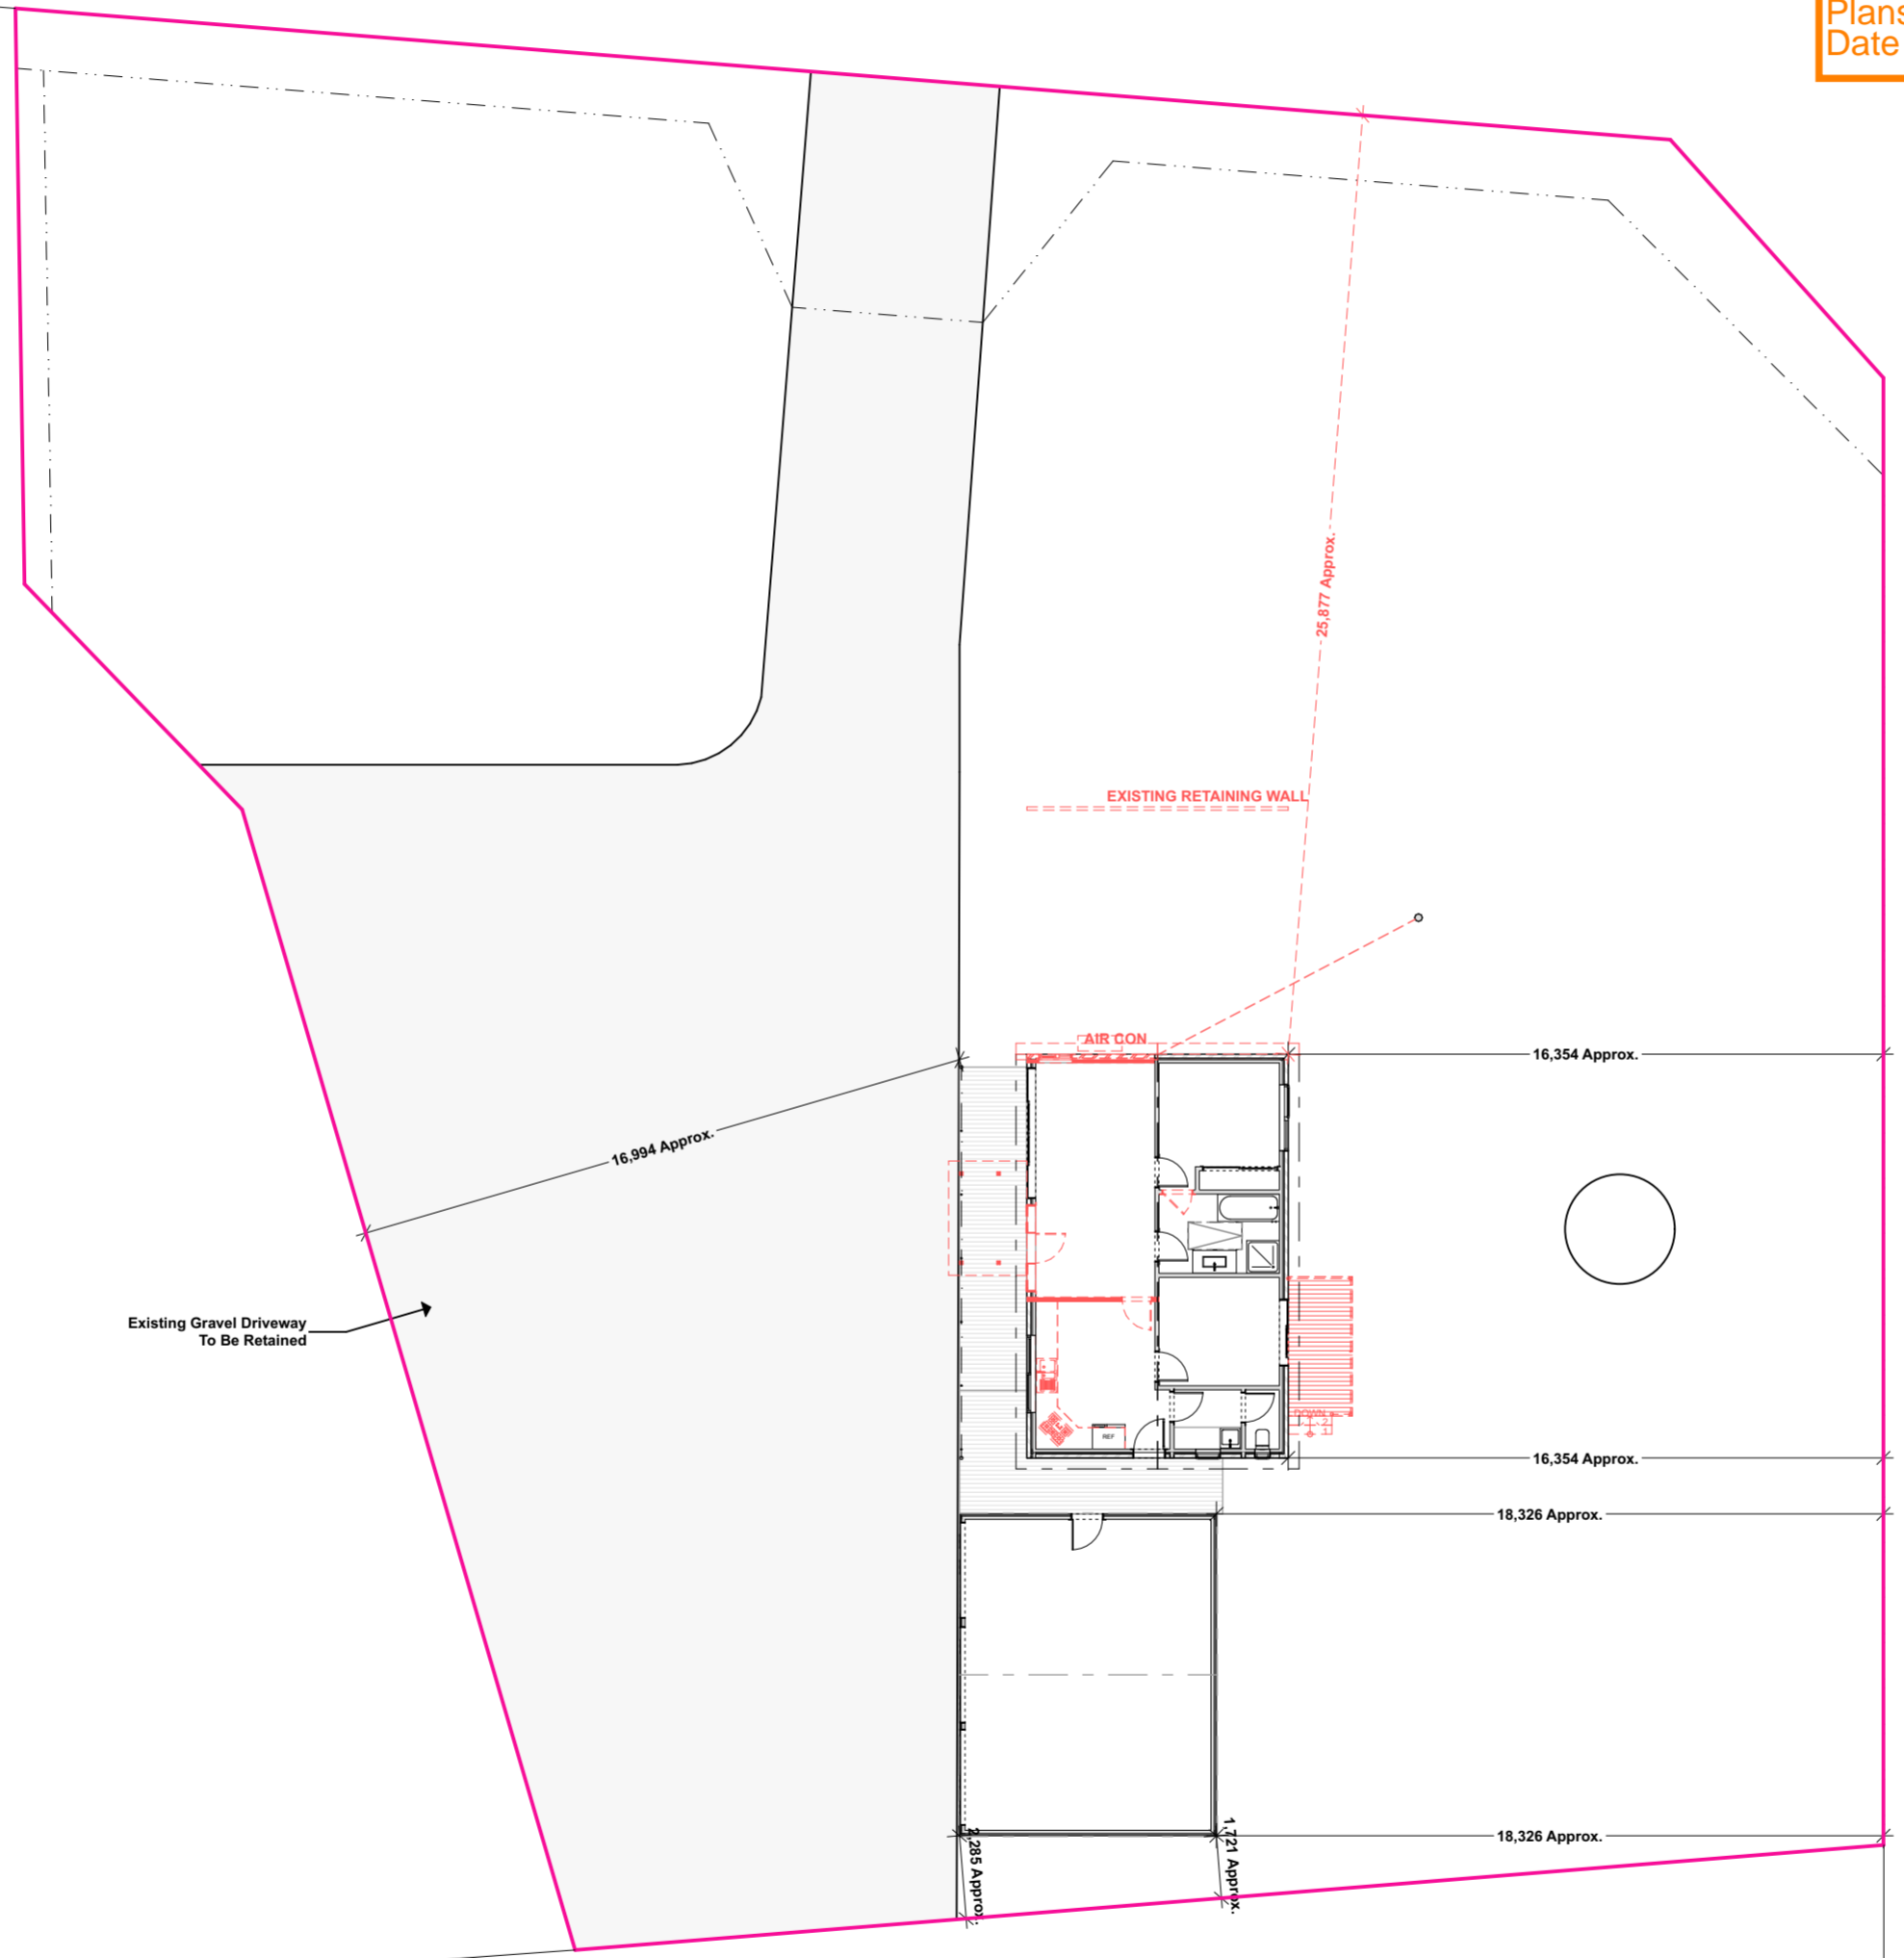 Plans
Date
25,877 Approx.
EXISTING RETAINING WALL
AIR CON
16,354 Approx.
16,994 Approx.
Existing Gravel Driveway
To Be Retained
DOWN
2
1
REF
16,354 Approx.
18,326 Approx.
18,326 Approx.
2,285 Approx.
1,721 Approx.